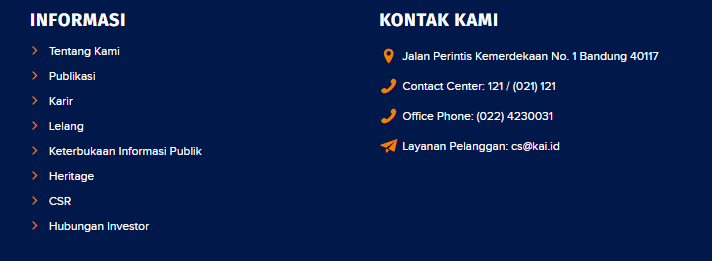 INFORMASI
Tentang Kami
Publikasi
Karir
Lelang
Keterbukaan Informasi Publik
Heritage
CSR
Hubungan Investor
KONTAK KAMI
Jalan Perintis Kemerdekaan No. 1 Bandung 40117
Contact Center: 121 / (021) 121
Office Phone: (022) 4230031
Layanan Pelanggan: cs@kai.id